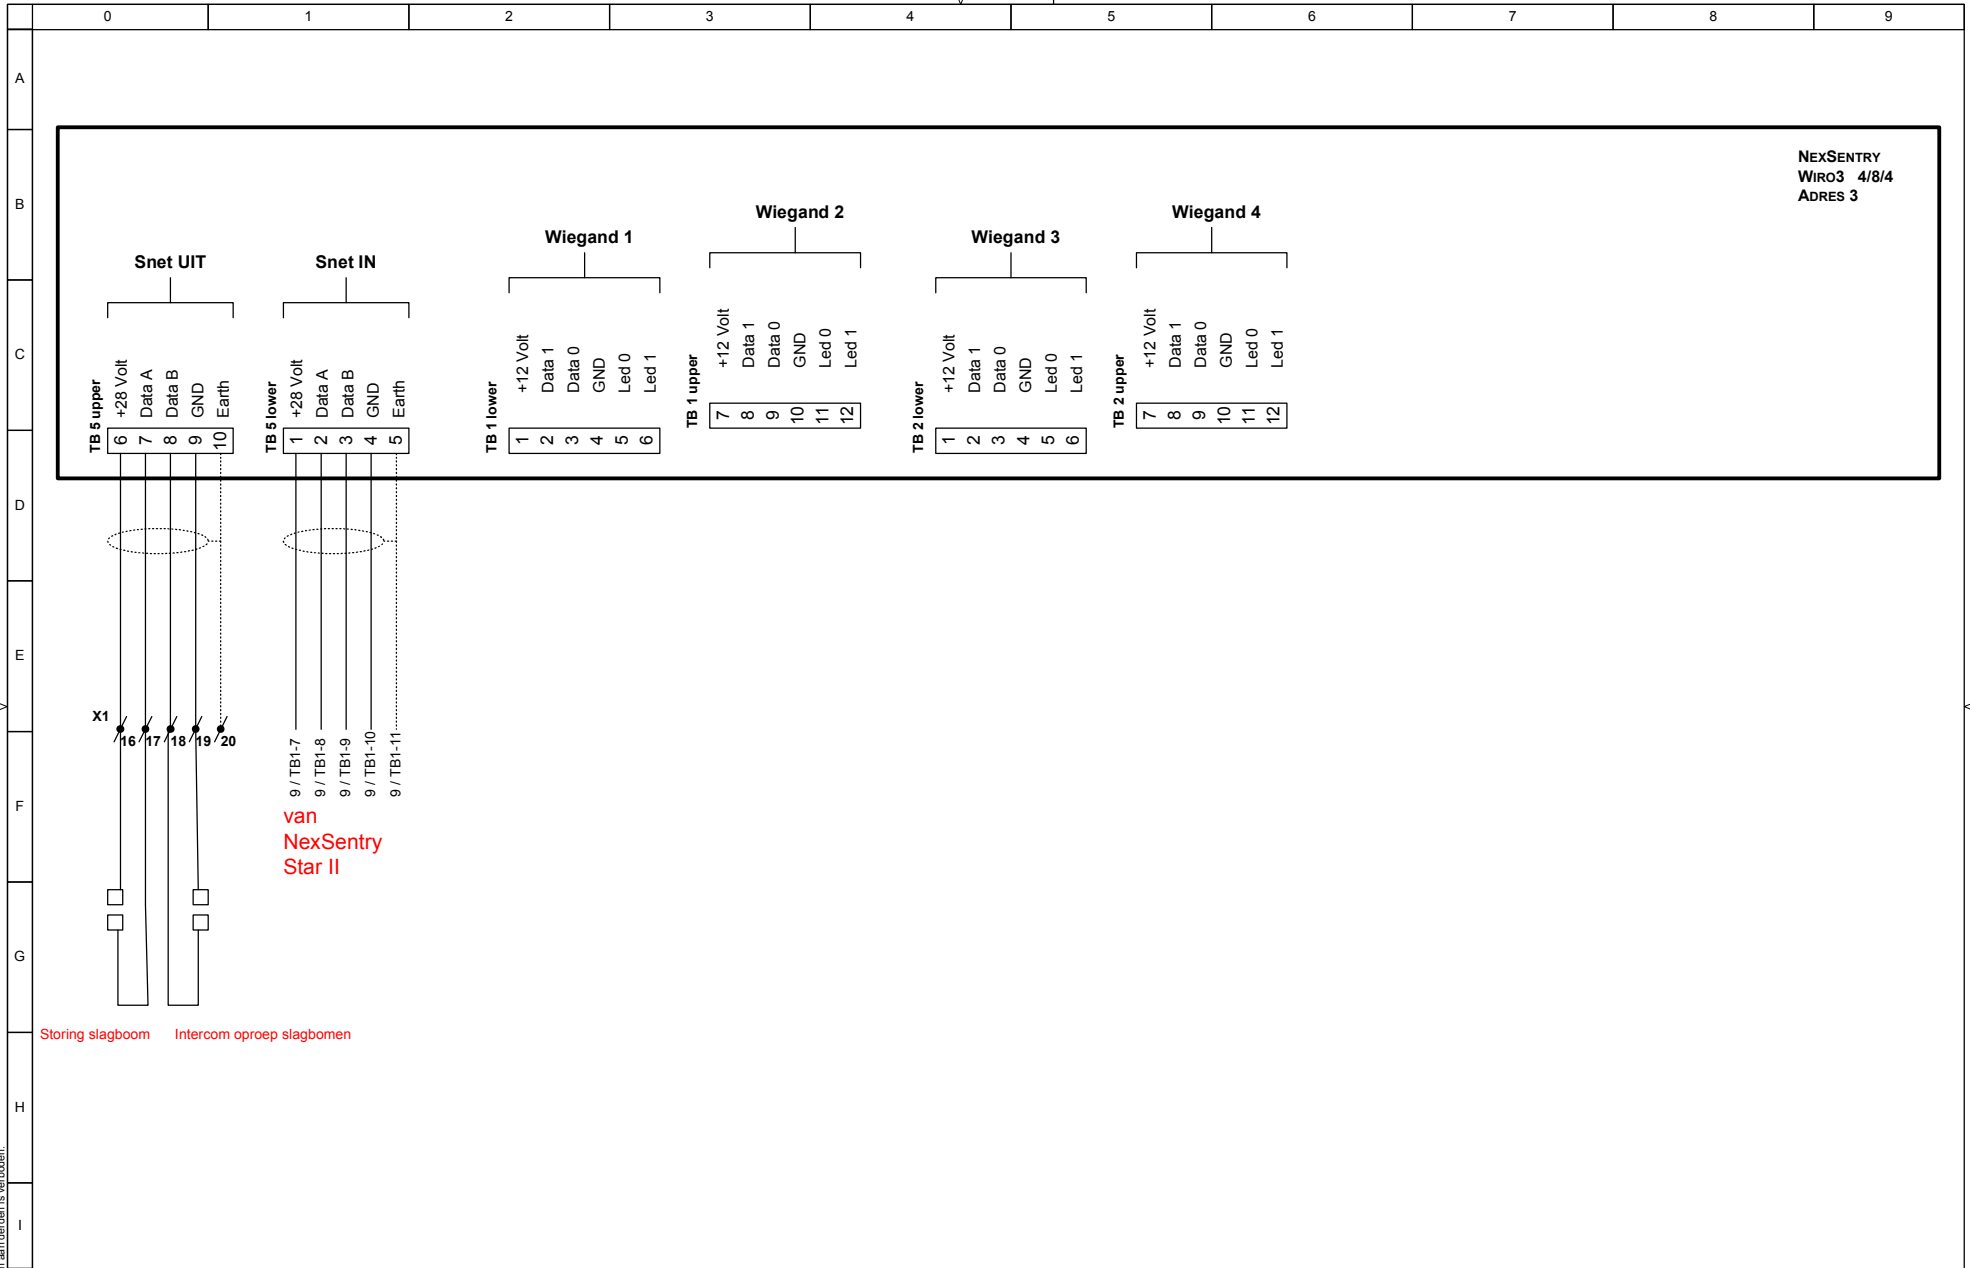 0 1 2 3 4 5 6 7 8 9
A
B
C
D
E
F
G
H
I
NEXSENTRY
WIRO3 4/8/4
ADRES 3
Snet UIT
TB 5 upper
+28 Volt
Data A
Data B
GND
Earth
6 7 8 9 10
Snet IN
TB 5 lower
+28 Volt
Data A
Data B
GND
Earth
1 2 3 4 5
Wiegand 1
TB 1 lower
+12 Volt
Data 1
Data 0
GND
Led 0
Led 1
1 2 3 4 5 6
Wiegand 2
TB 1 upper
+12 Volt
Data 1
Data 0
GND
Led 0
Led 1
7 8 9 10 11 12
Wiegand 3
TB 2 lower
+12 Volt
Data 1
Data 0
GND
Led 0
Led 1
1 2 3 4 5 6
Wiegand 4
TB 2 upper
+12 Volt
Data 1
Data 0
GND
Led 0
Led 1
7 8 9 10 11 12
X1
16 17 18 19 20
9 / TB1-7
9 / TB1-8
9 / TB1-9
9 / TB1-10
9 / TB1-11
van
NexSentry
Star II
Storing slagboom
Intercom oproep slagbomen
aan derden is verboden.